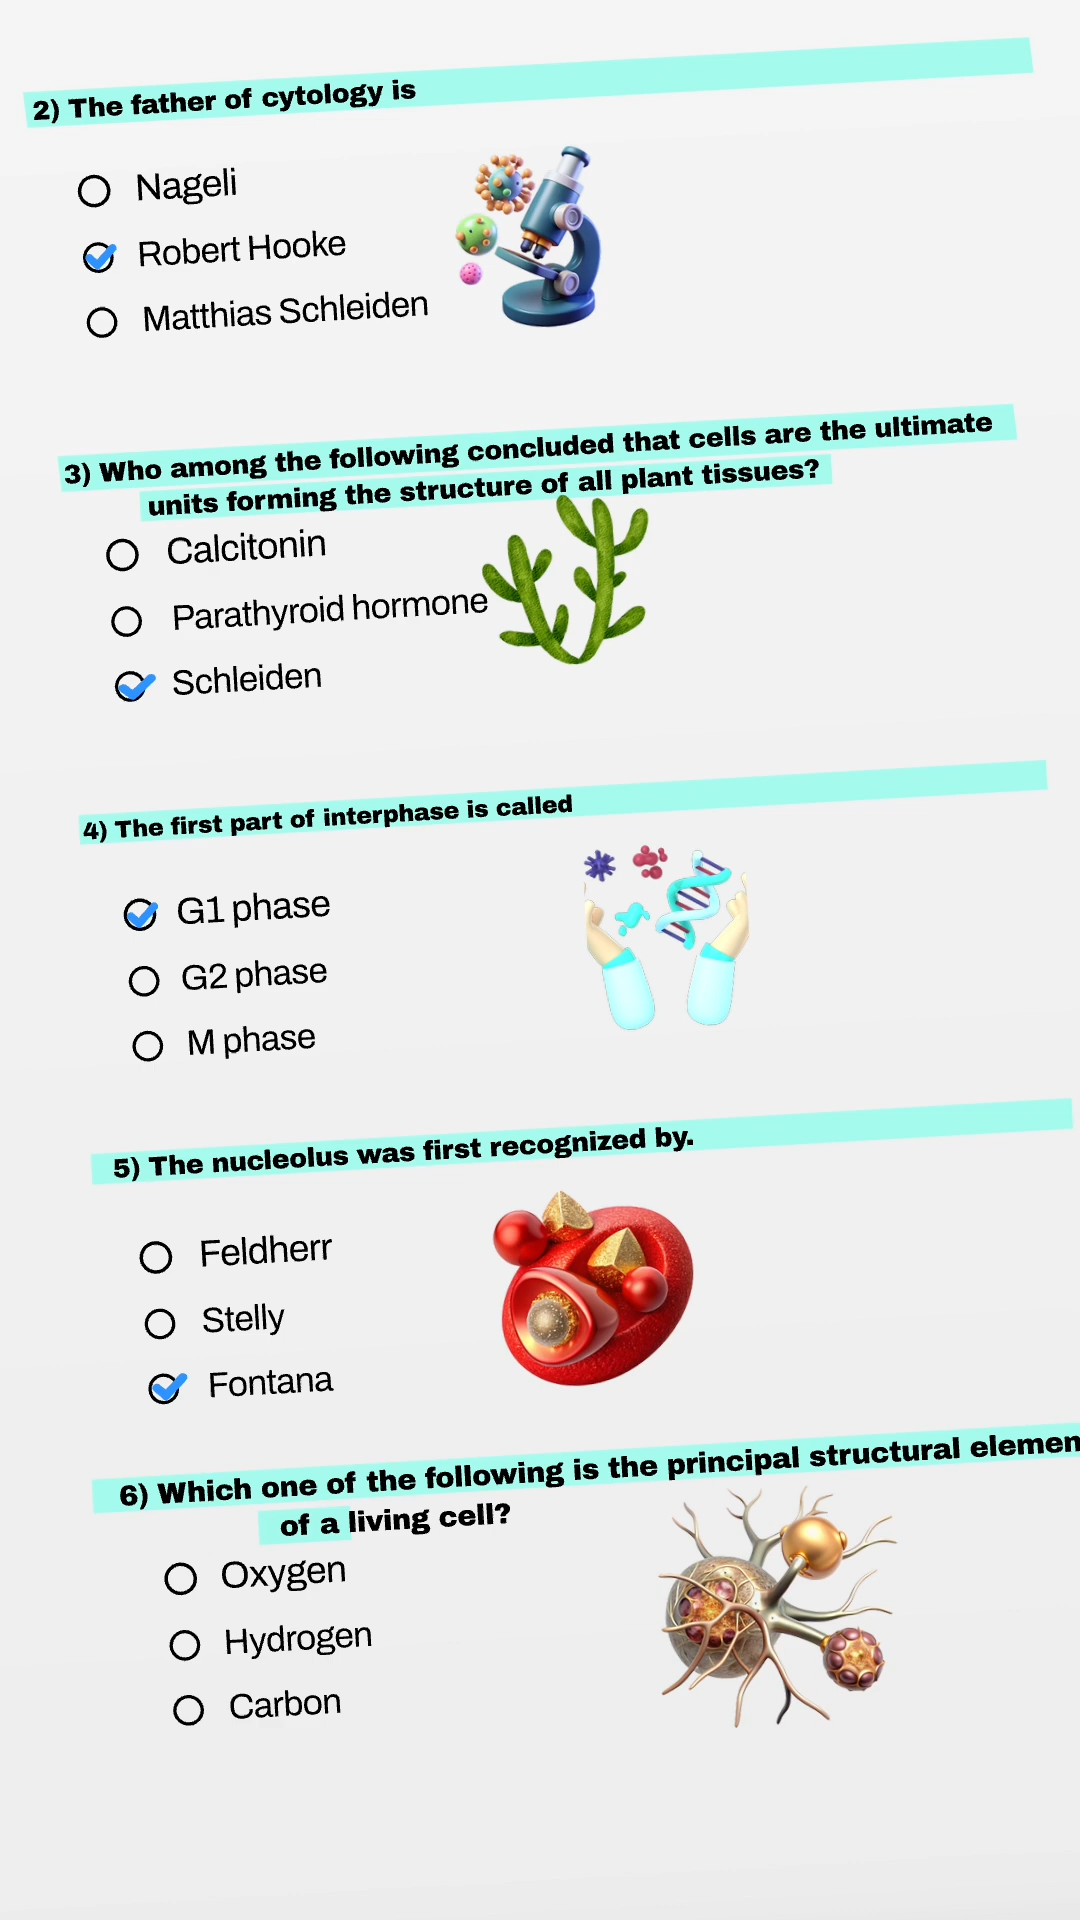 2) The father of cytology is
Nageli
Robert Hooke
Matthias Schleiden
3) Who among the following concluded that cells are the ultimate
units forming the structure of all plant tissues?
Calcitonin
Parathyroid hormone
Schleiden
4) The first part of interphase is called
G1 phase
G2 phase
M phase
5) The nucleolus was first recognized by.
Feldherr
Stelly
Fontana
6) Which one of the following is the principal structural elemen
of a living cell?
Oxygen
Hydrogen
Carbon